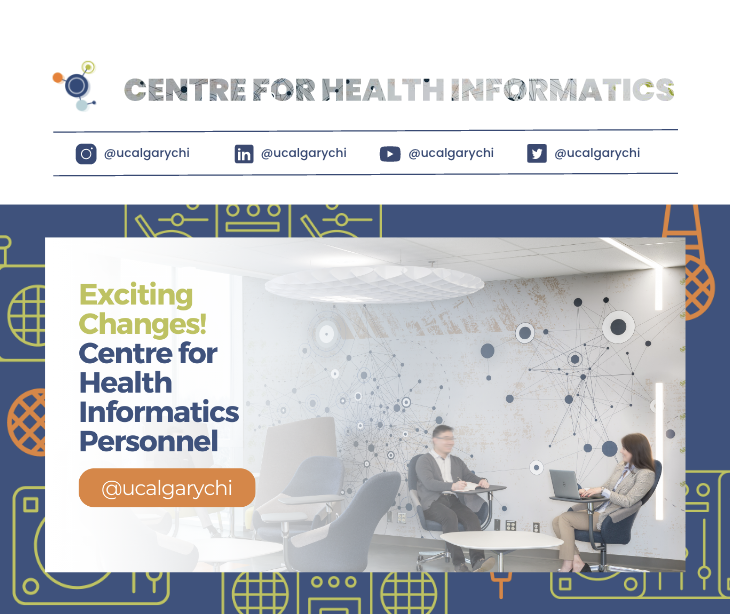 CENTRE FOR HEALTH INFORMATICS
@ucalgarychi @ucalgarychi @ucalgarychi @ucalgarychi
Exciting
Changes!
Centre for
Health
Informatics
Personnel
@ucalgarychi